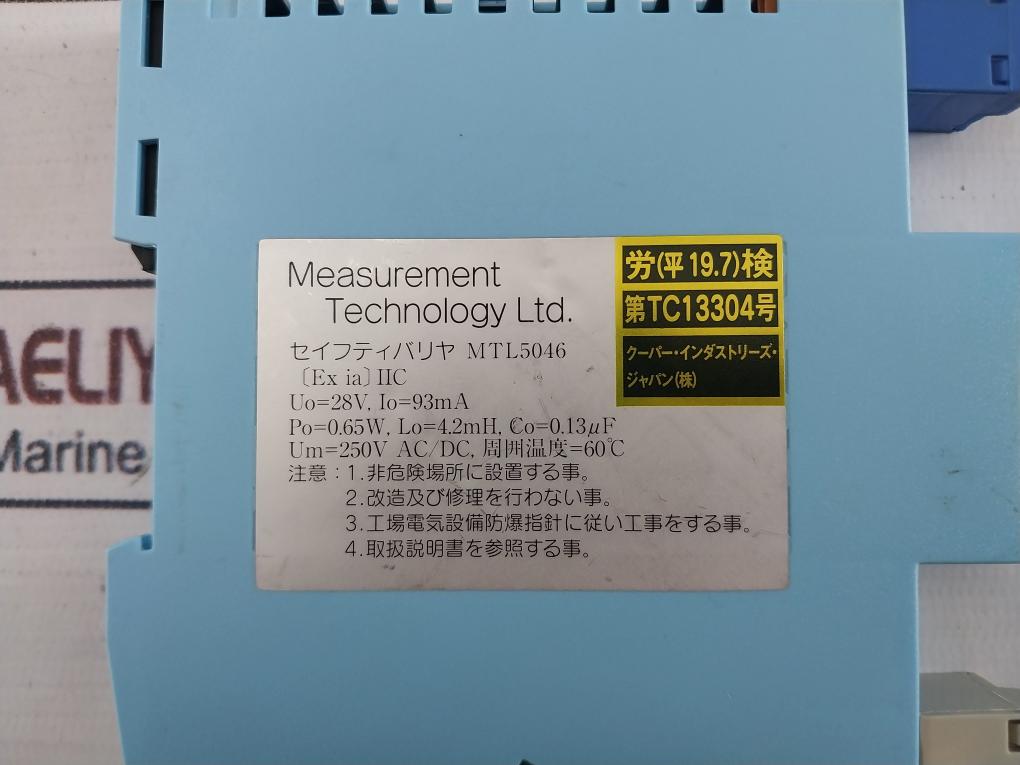 Measurement
Technology Ltd.
セイフティバリヤ MTL5046
〔Ex ia〕IIC
Uo=28V, Io=93mA
Po=0.65W, Lo=4.2mH, Co=0.13μF
Um=250V AC/DC, 周囲温度=60℃
注意：1.非危険場所に設置する事。
2.改造及び修理を行わない事。
3.工場電気設備防爆指針に従い工事をする事。
4.取扱説明書を参照する事。
労(平19.7)検
第TC13304号
クーパー・インダストリーズ・
ジャパン(株)
AELIY
Marine